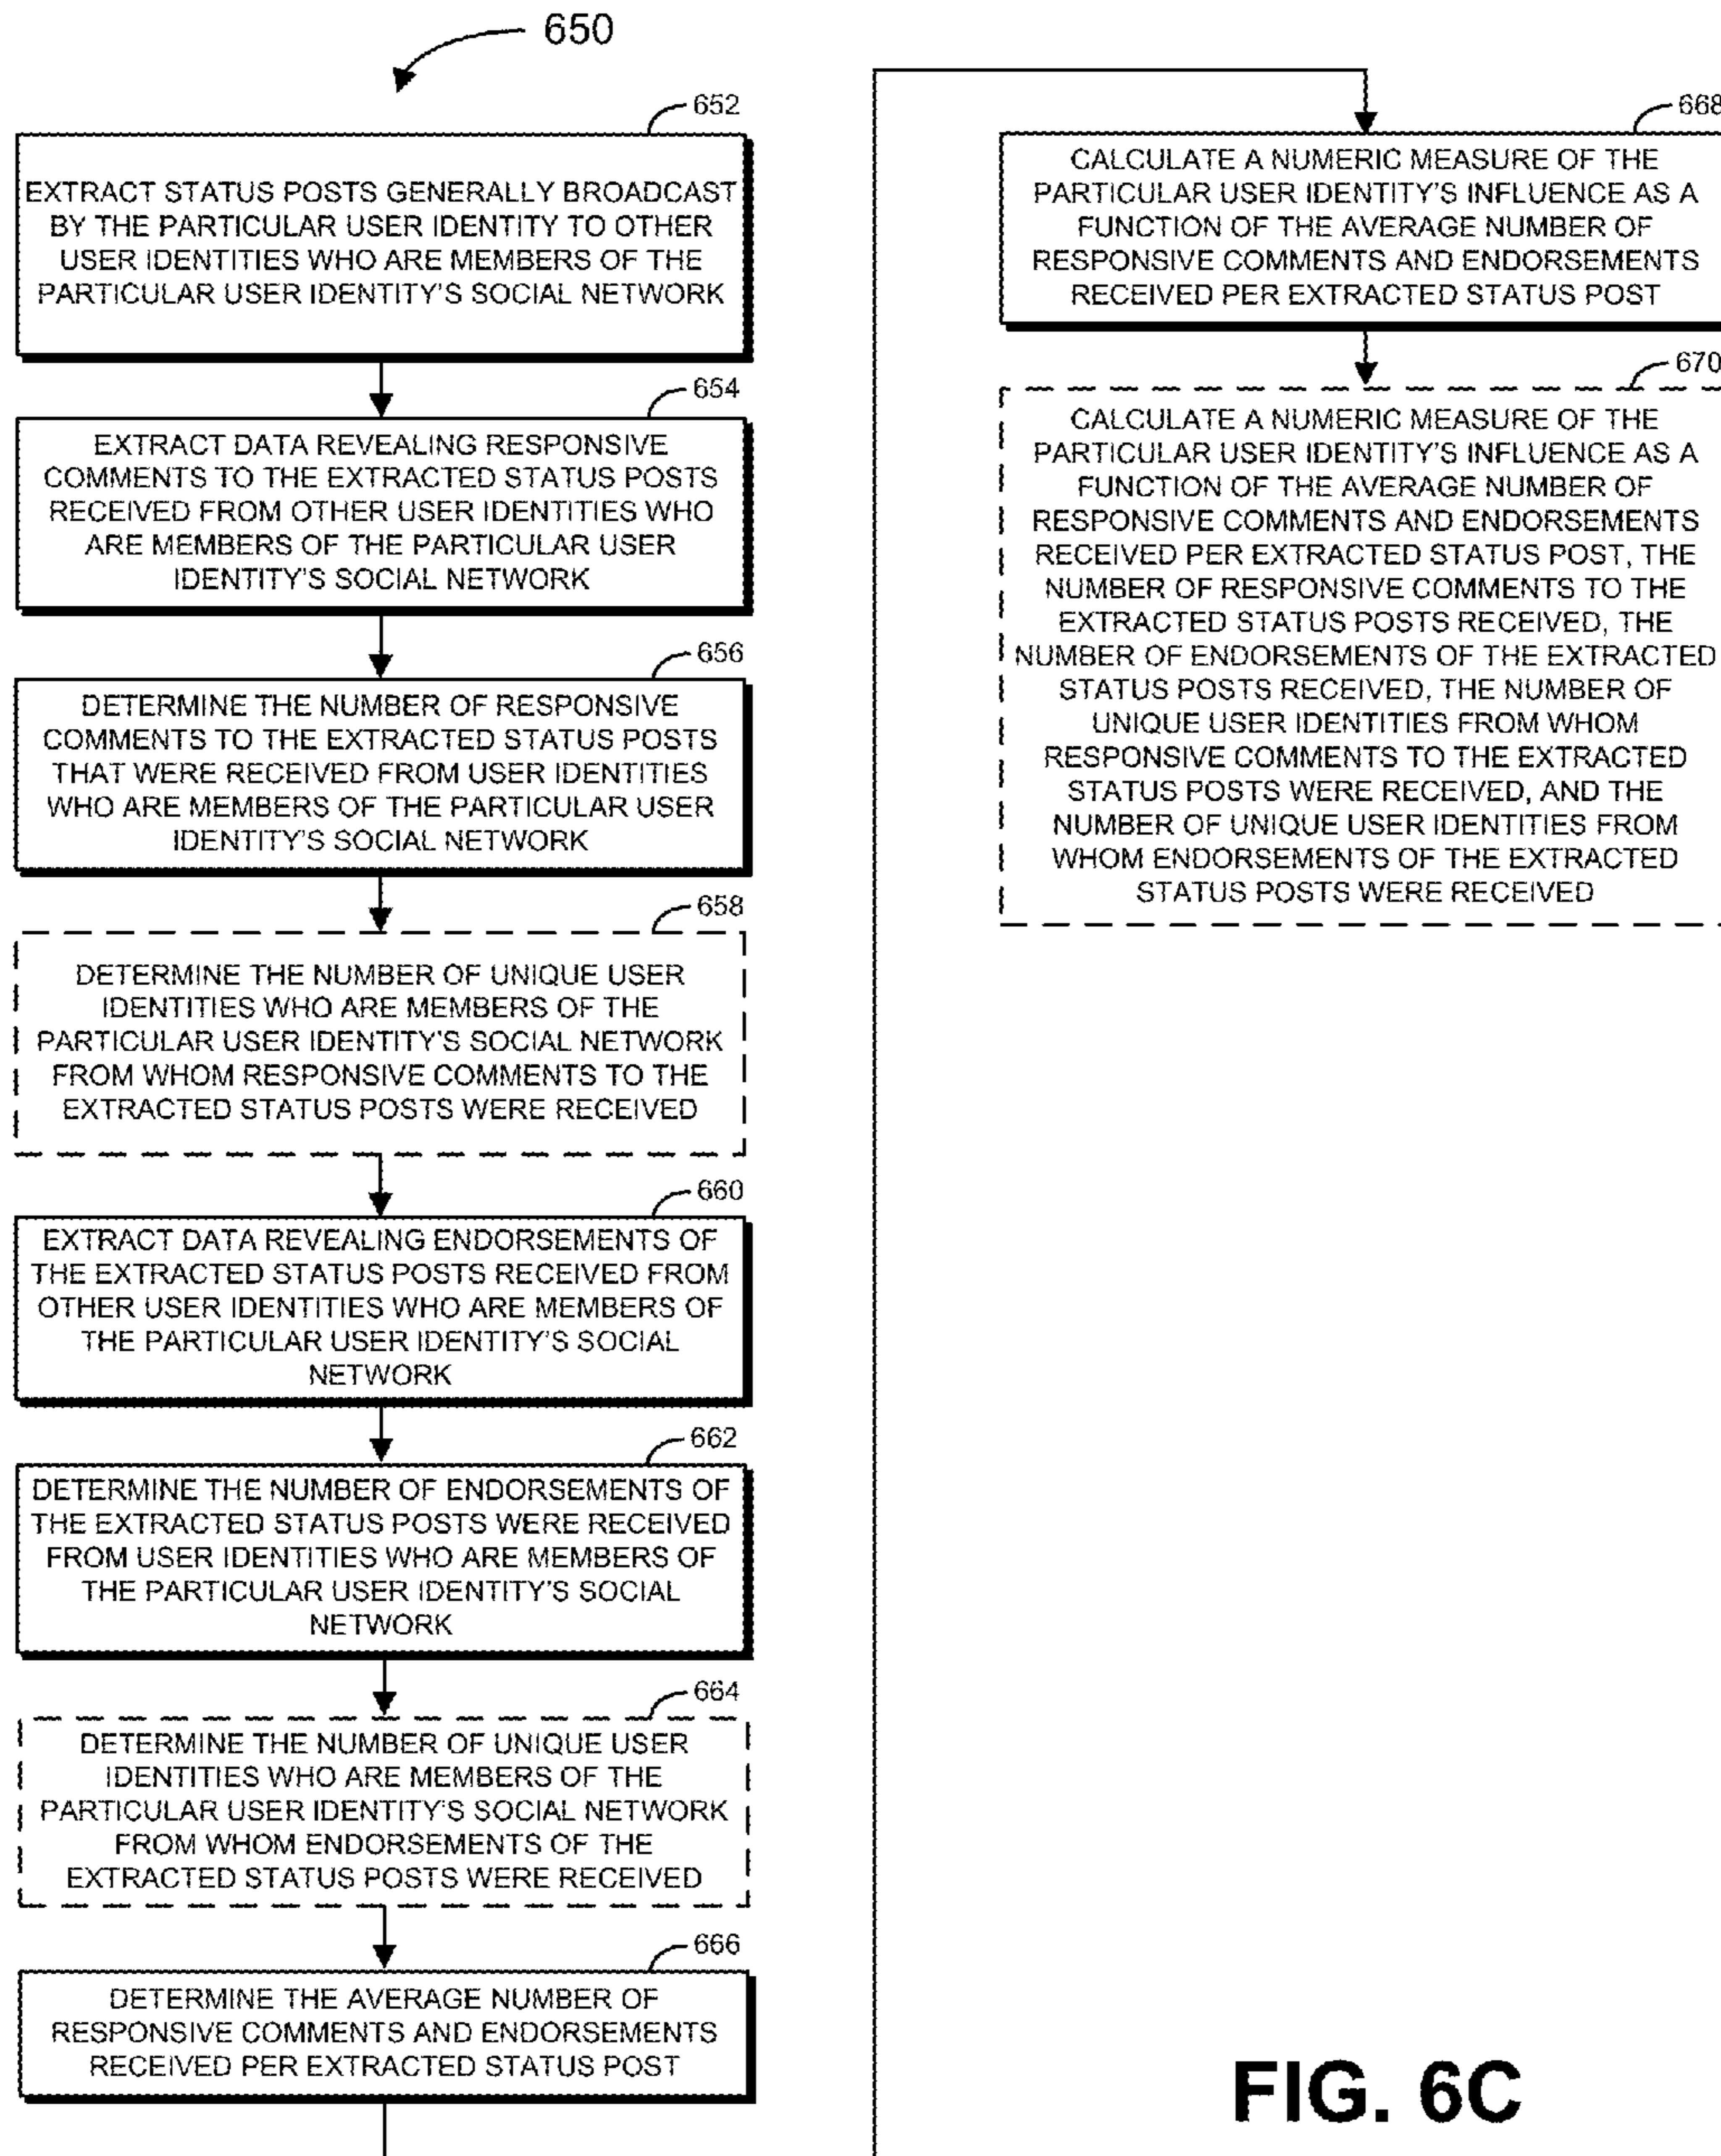 650
652
EXTRACT STATUS POSTS GENERALLY BROADCAST
BY THE PARTICULAR USER IDENTITY TO OTHER
USER IDENTITIES WHO ARE MEMBERS OF THE
PARTICULAR USER IDENTITY'S SOCIAL NETWORK
654
EXTRACT DATA REVEALING RESPONSIVE
COMMENTS TO THE EXTRACTED STATUS POSTS
RECEIVED FROM OTHER USER IDENTITIES WHO
ARE MEMBERS OF THE PARTICULAR USER
IDENTITY'S SOCIAL NETWORK
656
DETERMINE THE NUMBER OF RESPONSIVE
COMMENTS TO THE EXTRACTED STATUS POSTS
THAT WERE RECEIVED FROM USER IDENTITIES
WHO ARE MEMBERS OF THE PARTICULAR USER
IDENTITY'S SOCIAL NETWORK
658
DETERMINE THE NUMBER OF UNIQUE USER
IDENTITIES WHO ARE MEMBERS OF THE
PARTICULAR USER IDENTITY'S SOCIAL NETWORK
FROM WHOM RESPONSIVE COMMENTS TO THE
EXTRACTED STATUS POSTS WERE RECEIVED
660
EXTRACT DATA REVEALING ENDORSEMENTS OF
THE EXTRACTED STATUS POSTS RECEIVED FROM
OTHER USER IDENTITIES WHO ARE MEMBERS OF
THE PARTICULAR USER IDENTITY'S SOCIAL
NETWORK
662
DETERMINE THE NUMBER OF ENDORSEMENTS OF
THE EXTRACTED STATUS POSTS WERE RECEIVED
FROM USER IDENTITIES WHO ARE MEMBERS OF
THE PARTICULAR USER IDENTITY'S SOCIAL
NETWORK
664
DETERMINE THE NUMBER OF UNIQUE USER
IDENTITIES WHO ARE MEMBERS OF THE
PARTICULAR USER IDENTITY'S SOCIAL NETWORK
FROM WHOM ENDORSEMENTS OF THE
EXTRACTED STATUS POSTS WERE RECEIVED
666
DETERMINE THE AVERAGE NUMBER OF
RESPONSIVE COMMENTS AND ENDORSEMENTS
RECEIVED PER EXTRACTED STATUS POST
668
CALCULATE A NUMERIC MEASURE OF THE
PARTICULAR USER IDENTITY'S INFLUENCE AS A
FUNCTION OF THE AVERAGE NUMBER OF
RESPONSIVE COMMENTS AND ENDORSEMENTS
RECEIVED PER EXTRACTED STATUS POST
670
CALCULATE A NUMERIC MEASURE OF THE
PARTICULAR USER IDENTITY'S INFLUENCE AS A
FUNCTION OF THE AVERAGE NUMBER OF
RESPONSIVE COMMENTS AND ENDORSEMENTS
RECEIVED PER EXTRACTED STATUS POST, THE
NUMBER OF RESPONSIVE COMMENTS TO THE
EXTRACTED STATUS POSTS RECEIVED, THE
NUMBER OF ENDORSEMENTS OF THE EXTRACTED
STATUS POSTS RECEIVED, THE NUMBER OF
UNIQUE USER IDENTITIES FROM WHOM
RESPONSIVE COMMENTS TO THE EXTRACTED
STATUS POSTS WERE RECEIVED, AND THE
NUMBER OF UNIQUE USER IDENTITIES FROM
WHOM ENDORSEMENTS OF THE EXTRACTED
STATUS POSTS WERE RECEIVED
FIG. 6C